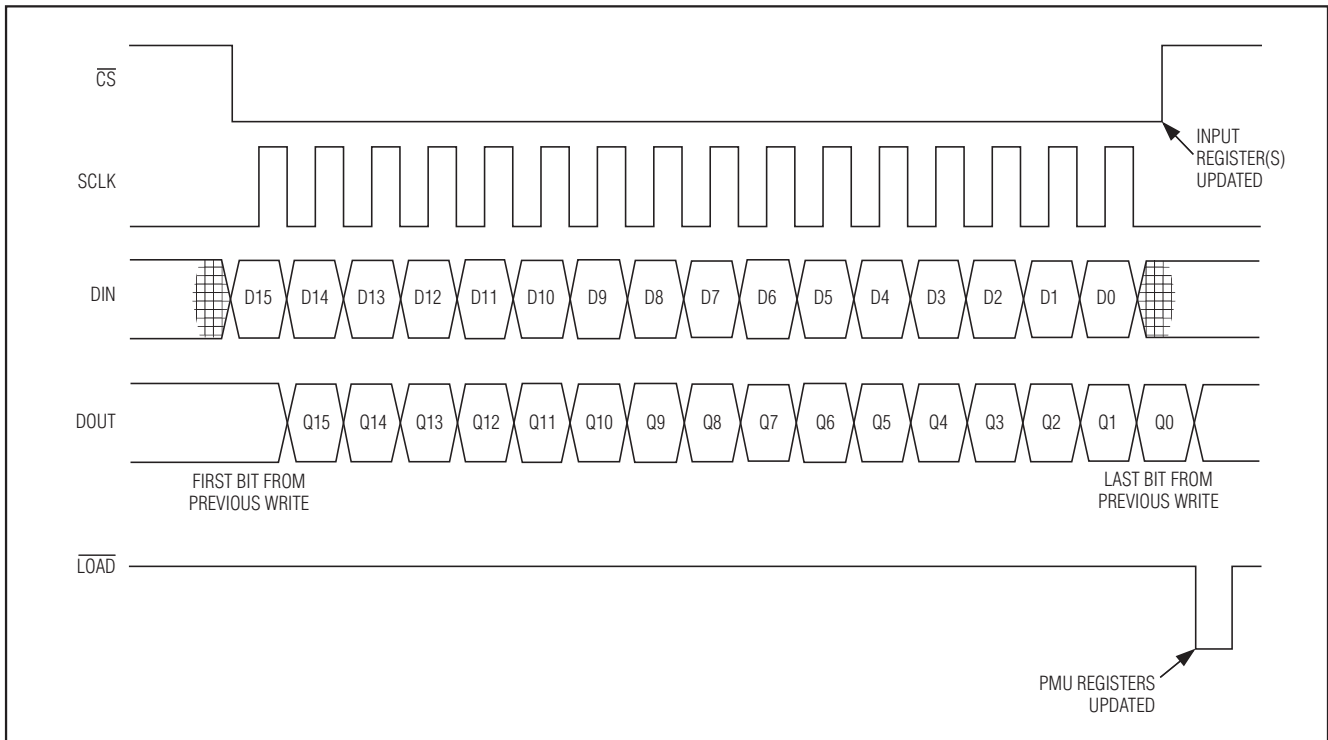 CS
INPUT
REGISTER(S)
UPDATED
SCLK
DIN D15 D14 D13 D12 D11 D10 D9 D8 D7 D6 D5 D4 D3 D2 D1 D0
DOUT Q15 Q14 Q13 Q12 Q11 Q10 Q9 Q8 Q7 Q6 Q5 Q4 Q3 Q2 Q1 Q0
FIRST BIT FROM
PREVIOUS WRITE
LAST BIT FROM
PREVIOUS WRITE
LOAD
PMU REGISTERS
UPDATED